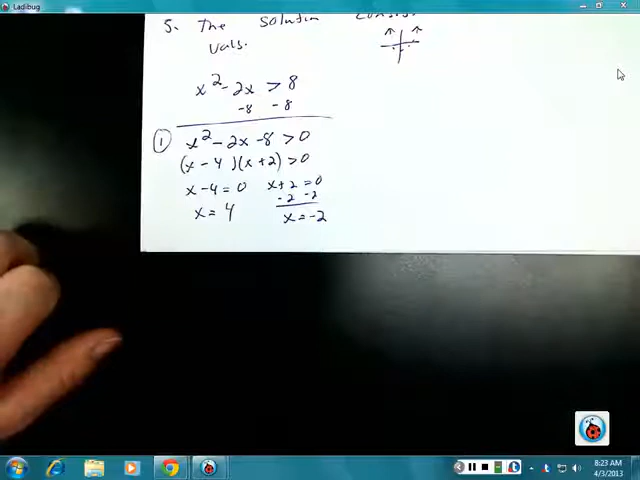 Ladibug
5. The solution
vals.
x² - 2x > 8
-8 -8
① x² - 2x - 8 > 0
(x - 4)(x + 2) > 0
x - 4 = 0 x + 2 = 0
-2 -2
x = 4 x = -2
8:23 AM
4/3/2013